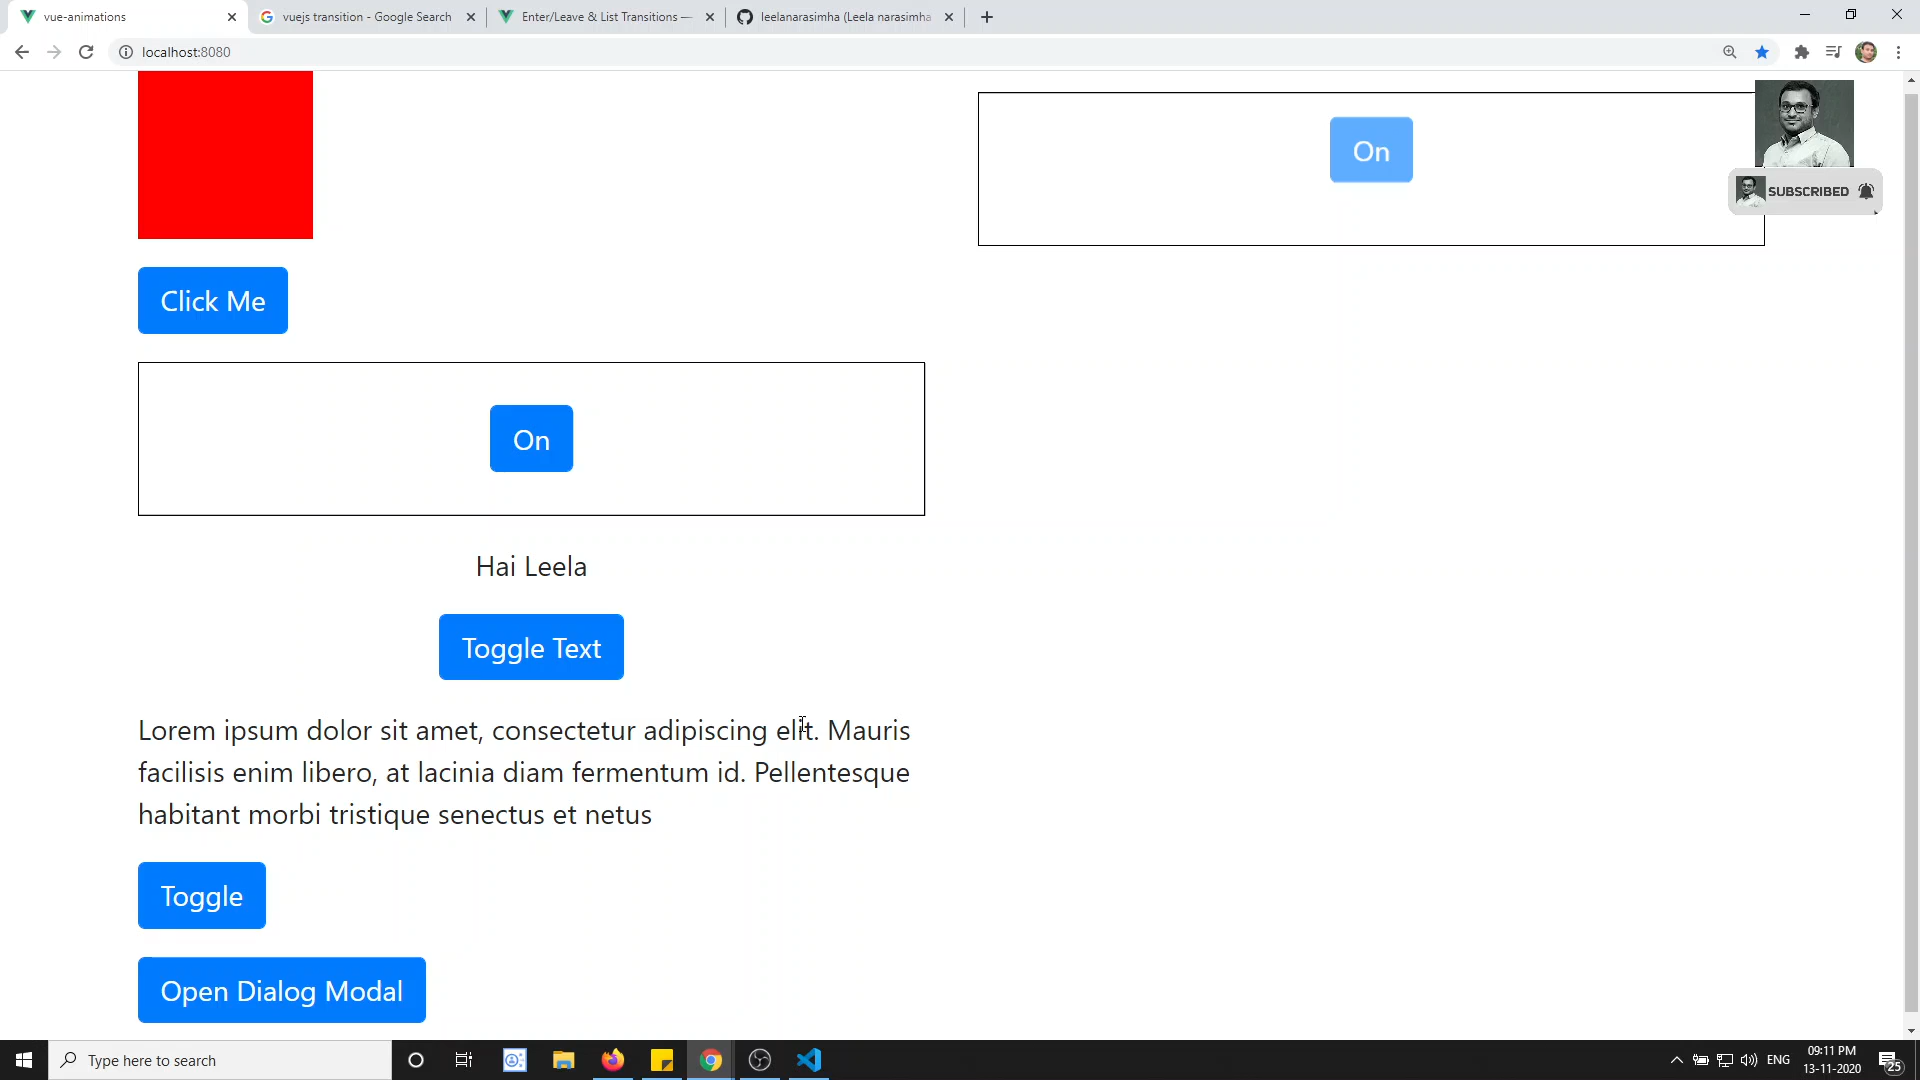 vue-animations
vuejs transition - Google Search
Enter/Leave & List Transitions —
leelanarasimha (Leela narasimha
localhost:8080
On
SUBSCRIBED
Click Me
On
Hai Leela
Toggle Text
Lorem ipsum dolor sit amet, consectetur adipiscing elit. Mauris
facilisis enim libero, at lacinia diam fermentum id. Pellentesque
habitant morbi tristique senectus et netus
Toggle
Open Dialog Modal
Type here to search
ENG
09:11 PM
13-11-2020
25